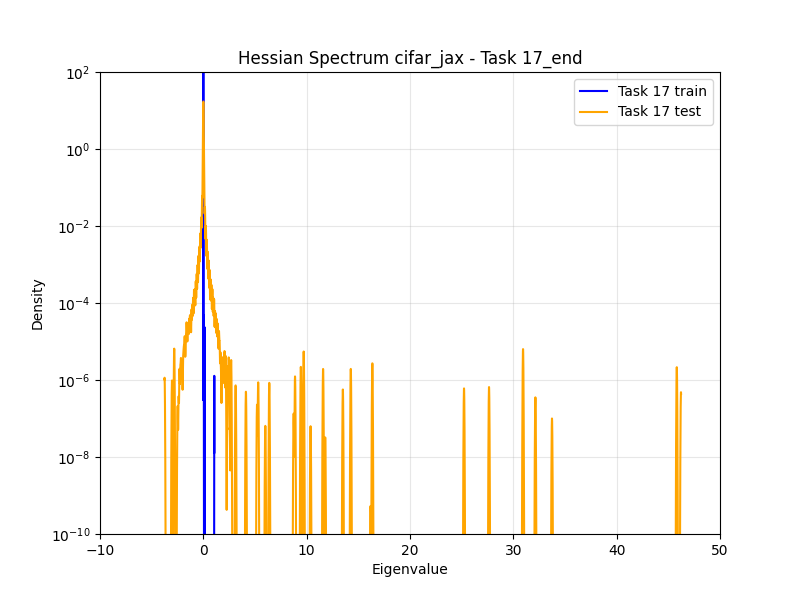 Hessian Spectrum cifar_jax - Task 17_end
Task 17 train
Task 17 test
Density
10^2
10^0
10^-2
10^-4
10^-6
10^-8
10^-10
−10
0
10
20
30
40
50
Eigenvalue